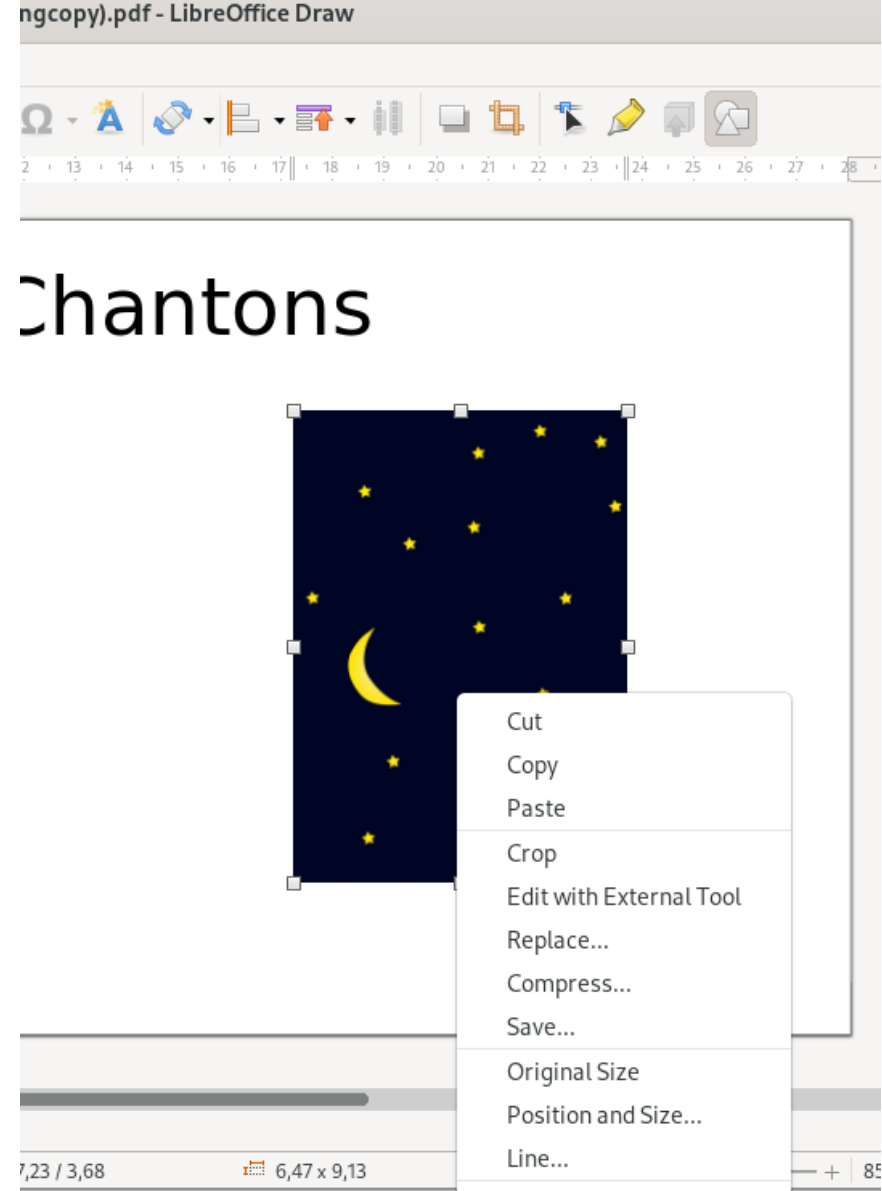 ngcopy).pdf - LibreOffice Draw
2 13 14 15 16 17 18 19 20 21 22 23 24 25 26 27 28
Chantons
Cut
Copy
Paste
Crop
Edit with External Tool
Replace...
Compress...
Save...
Original Size
Position and Size...
Line...
7,23 / 3,68 6,47 x 9,13 85